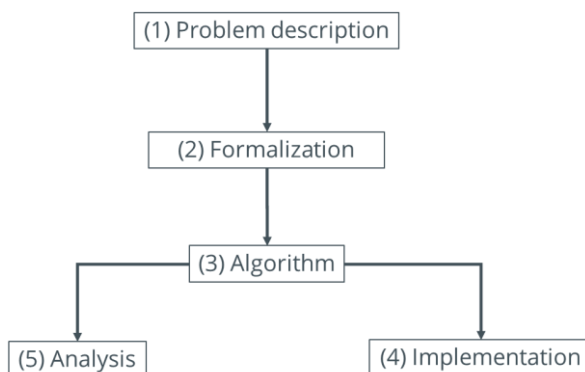 (1) Problem description
(2) Formalization
(3) Algorithm
(5) Analysis
(4) Implementation